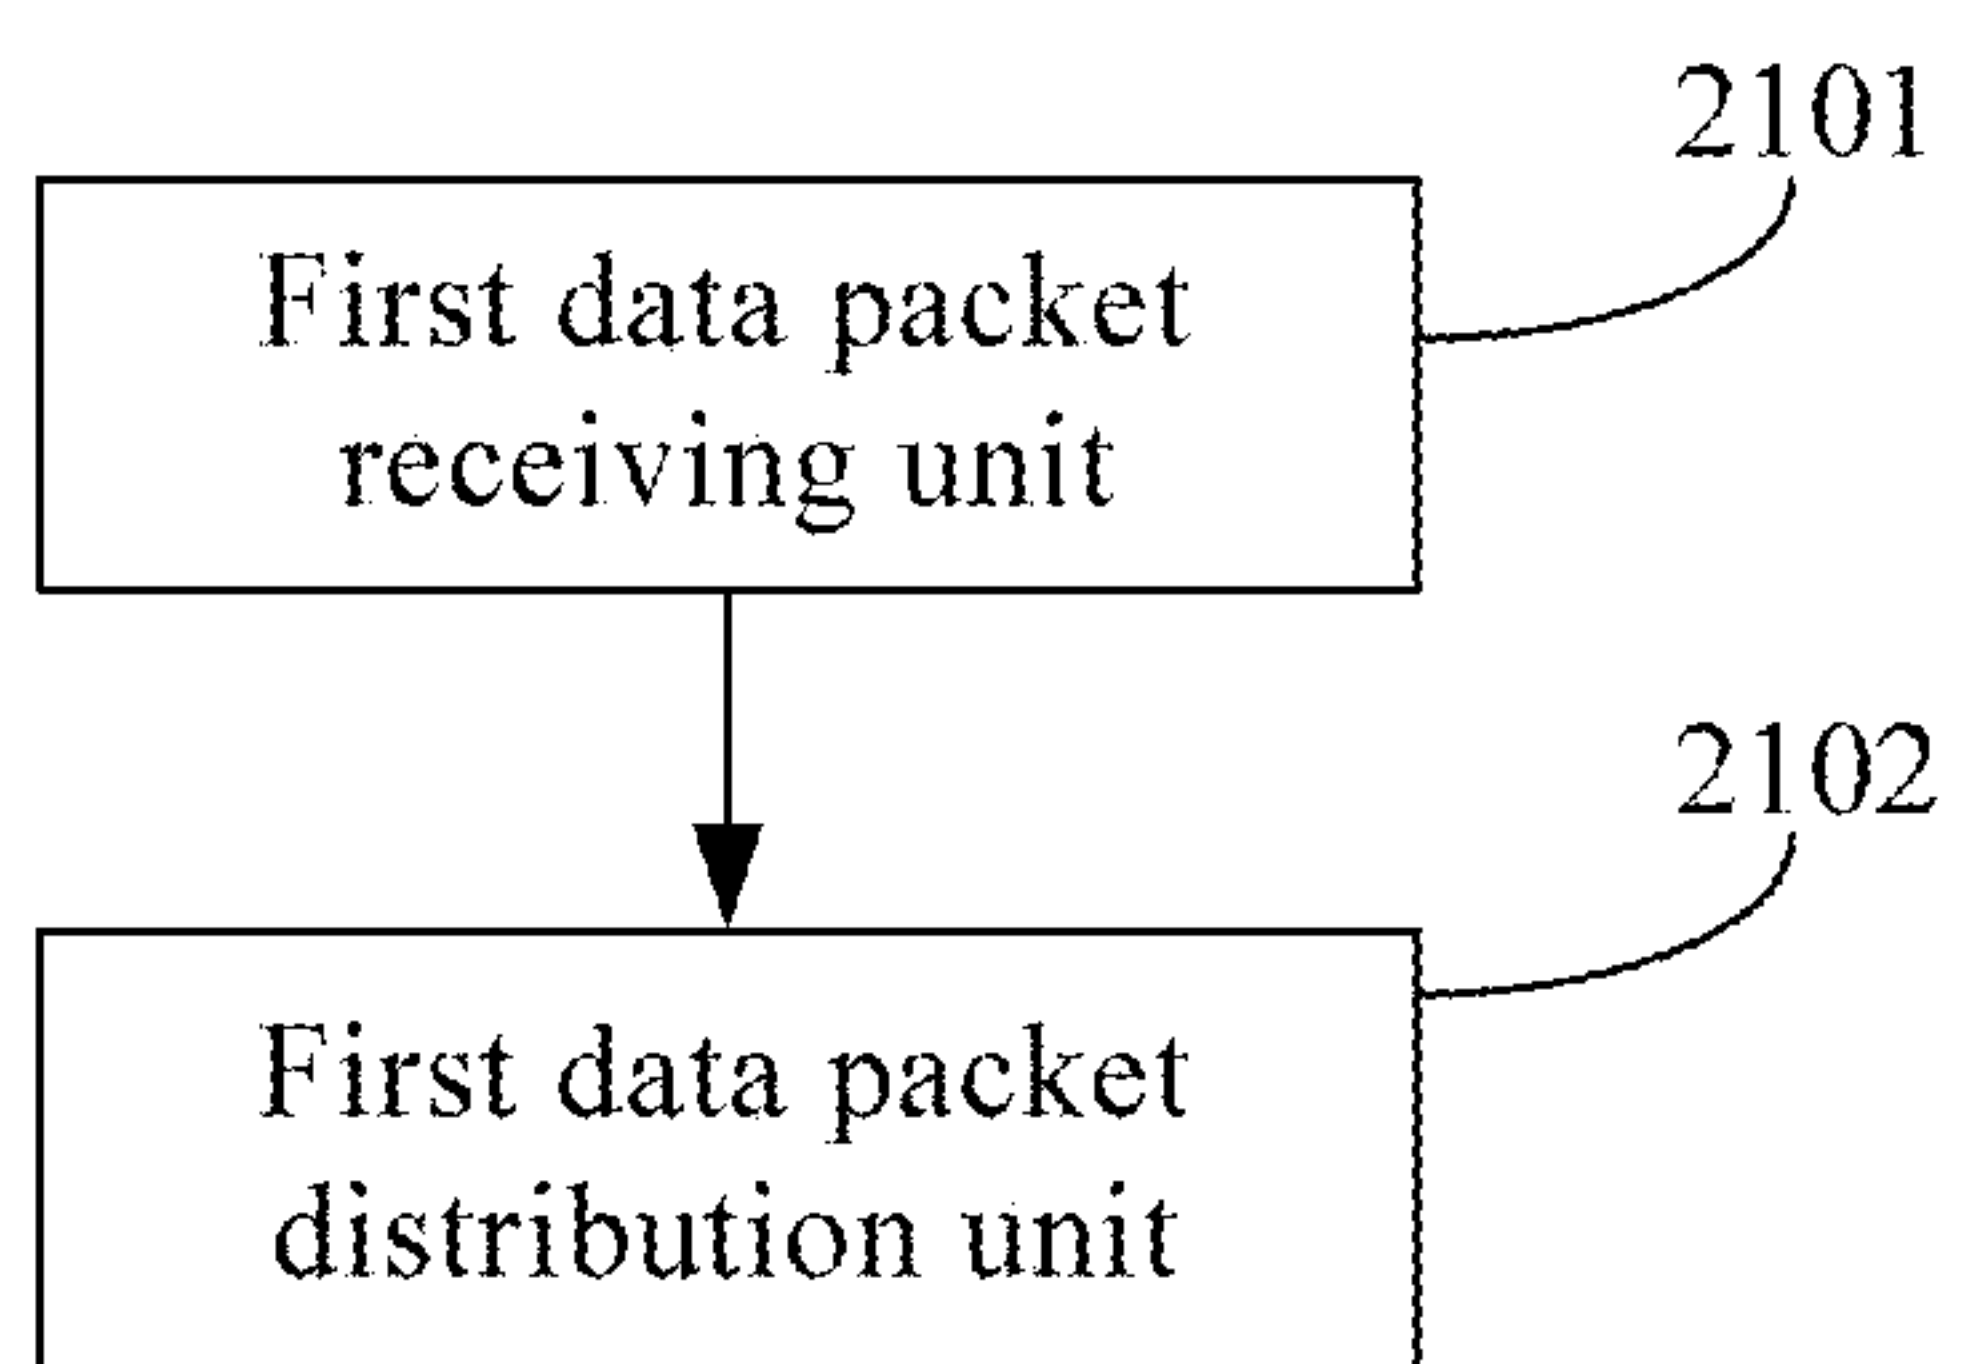 2101
First data packet
receiving unit
2102
First data packet
distribution unit